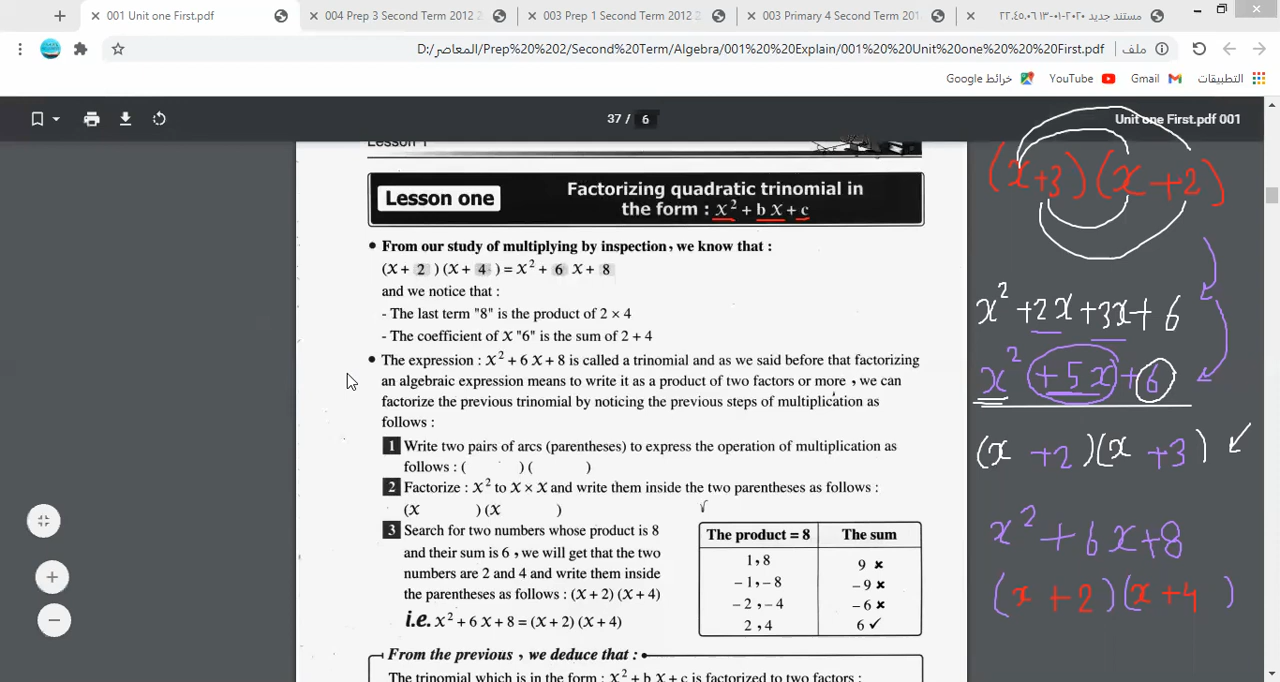 001 Unit one First.pdf
004 Prep 3 Second Term 2012 2
003 Prep 1 Second Term 2012 2
003 Primary 4 Second Term 201
مستند جديد ٢٠٢٠-٠١-١٣ ٢٢.٤٥.٠٦
D:/المعاصر/Prep%20%202/Second%20Term/Algebra/001%20%20Explain/001%20%20Unit%20one%20%20%20First.pdf
ملف
خرائط Google
YouTube
Gmail
التطبيقات
37 / 6
Unit one First.pdf 001
Lesson 1
Lesson one
Factorizing quadratic trinomial in
the form : x² + b x + c
• From our study of multiplying by inspection, we know that :
(x + 2 ) (x + 4 ) = x² + 6 x + 8
and we notice that :
- The last term "8" is the product of 2 × 4
- The coefficient of x "6" is the sum of 2 + 4
• The expression : x² + 6 x + 8 is called a trinomial and as we said before that factorizing
an algebraic expression means to write it as a product of two factors or more , we can
factorize the previous trinomial by noticing the previous steps of multiplication as
follows :
1 Write two pairs of arcs (parentheses) to express the operation of multiplication as
follows : ( ) ( )
2 Factorize : x² to x × x and write them inside the two parentheses as follows :
(x ) (x )
3 Search for two numbers whose product is 8
and their sum is 6 , we will get that the two
numbers are 2 and 4 and write them inside
the parentheses as follows : (x + 2) (x + 4)
i.e. x² + 6 x + 8 = (x + 2) (x + 4)
The product = 8 The sum
1 , 8 9 ×
– 1 , – 8 – 9 ×
– 2 , – 4 – 6 ×
2 , 4 6 ✓
From the previous , we deduce that :
The trinomial which is in the form : x² + b x + c is factorized to two factors :
(x+3)(x+2)
x² +2x +3x + 6
x² +5x +6
(x +2)(x +3) ✓
x² + 6x +8
(x +2)(x +4 )